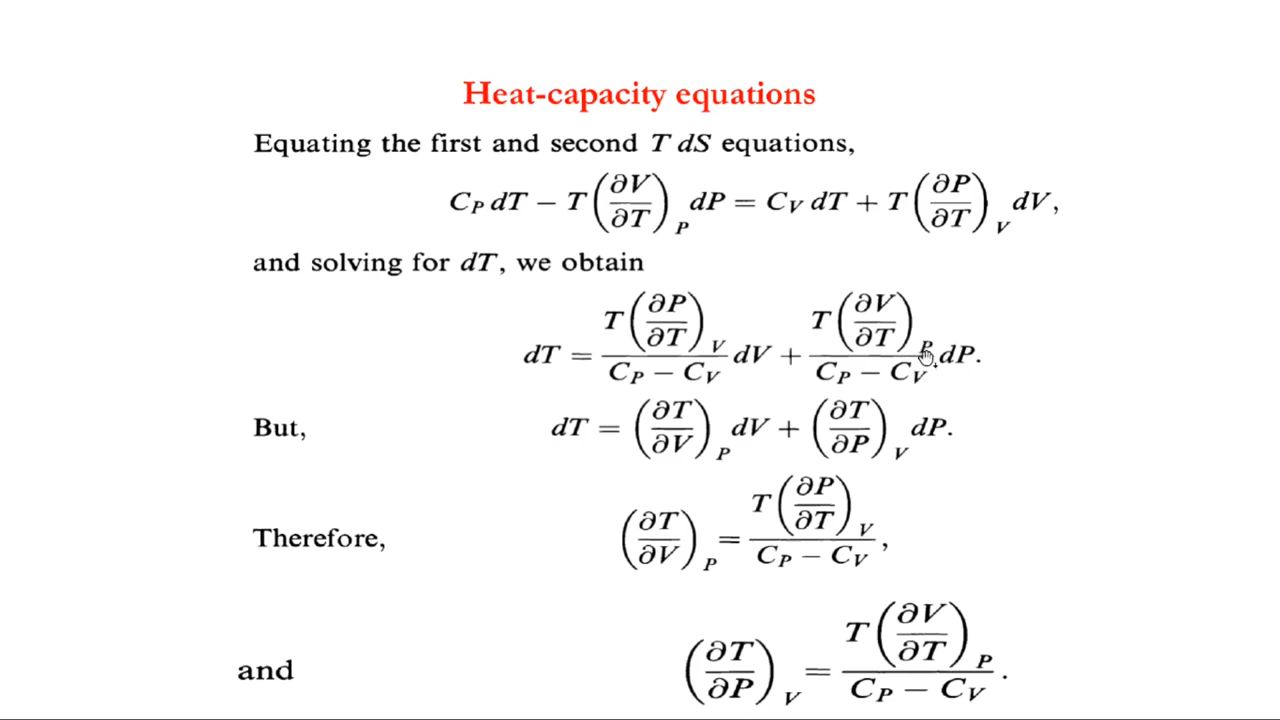 Heat-capacity equations
Equating the first and second T dS equations,
C_P dT − T(∂V/∂T)_P dP = C_V dT + T(∂P/∂T)_V dV,
and solving for dT, we obtain
dT = T(∂P/∂T)_V / (C_P − C_V) dV + T(∂V/∂T)_P / (C_P − C_V) dP.
But, dT = (∂T/∂V)_P dV + (∂T/∂P)_V dP.
Therefore, (∂T/∂V)_P = T(∂P/∂T)_V / (C_P − C_V),
and (∂T/∂P)_V = T(∂V/∂T)_P / (C_P − C_V).